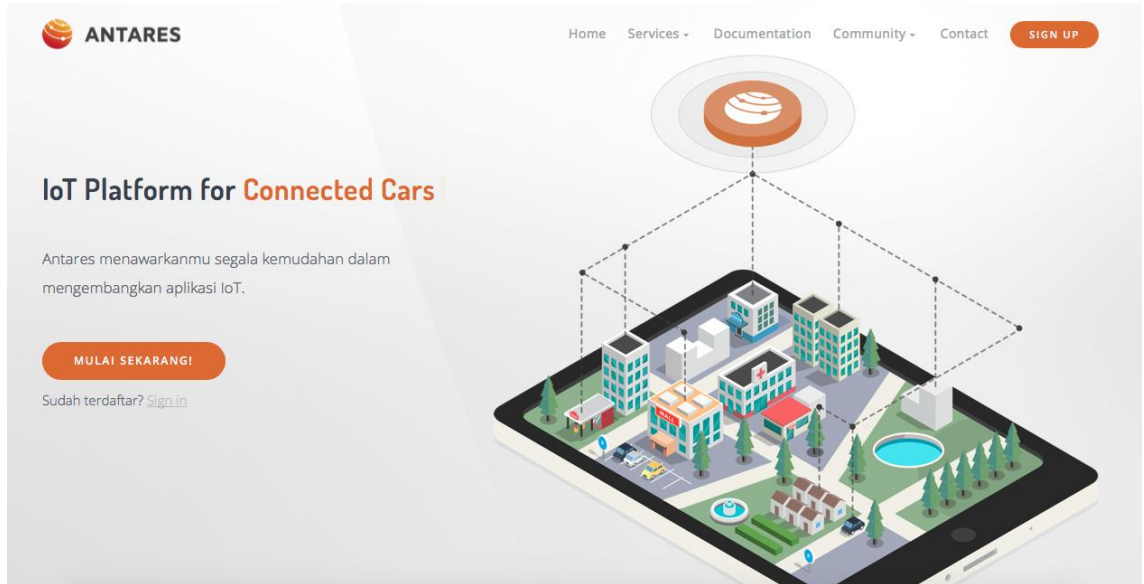 ANTARES
Home Services Documentation Community Contact SIGN UP
IoT Platform for Connected Cars
Antares menawarkanmu segala kemudahan dalam
mengembangkan aplikasi IoT.
MULAI SEKARANG!
Sudah terdaftar? Sign in
MALL